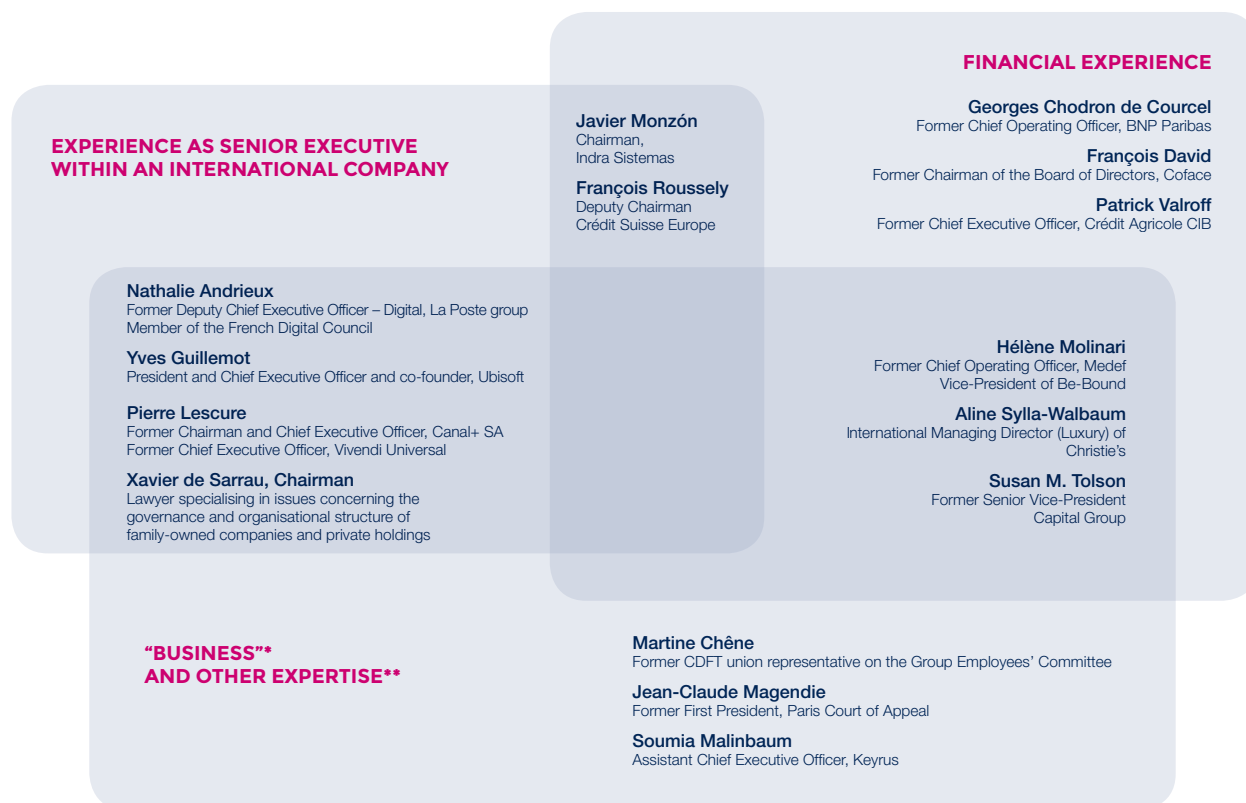 FINANCIAL EXPERIENCE
Georges Chodron de Courcel
Former Chief Operating Officer, BNP Paribas
François David
Former Chairman of the Board of Directors, Coface
Patrick Valroff
Former Chief Executive Officer, Crédit Agricole CIB
EXPERIENCE AS SENIOR EXECUTIVE
WITHIN AN INTERNATIONAL COMPANY
Javier Monzón
Chairman,
Indra Sistemas
François Roussely
Deputy Chairman
Crédit Suisse Europe
Nathalie Andrieux
Former Deputy Chief Executive Officer – Digital, La Poste group
Member of the French Digital Council
Yves Guillemot
President and Chief Executive Officer and co-founder, Ubisoft
Pierre Lescure
Former Chairman and Chief Executive Officer, Canal+ SA
Former Chief Executive Officer, Vivendi Universal
Xavier de Sarrau, Chairman
Lawyer specialising in issues concerning the
governance and organisational structure of
family-owned companies and private holdings
Hélène Molinari
Former Chief Operating Officer, Medef
Vice-President of Be-Bound
Aline Sylla-Walbaum
International Managing Director (Luxury) of
Christie's
Susan M. Tolson
Former Senior Vice-President
Capital Group
“BUSINESS”*
AND OTHER EXPERTISE**
Martine Chêne
Former CDFT union representative on the Group Employees’ Committee
Jean-Claude Magendie
Former First President, Paris Court of Appeal
Soumia Malinbaum
Assistant Chief Executive Officer, Keyrus